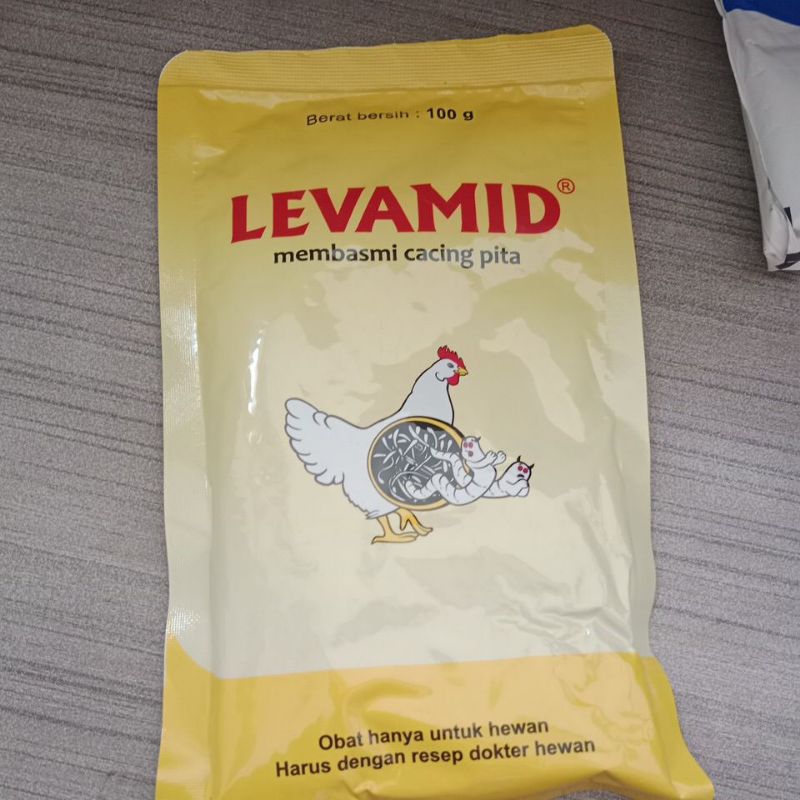 Berat bersih : 100 g
LEVAMID®
membasmi cacing pita
Obat hanya untuk hewan
Harus dengan resep dokter hewan